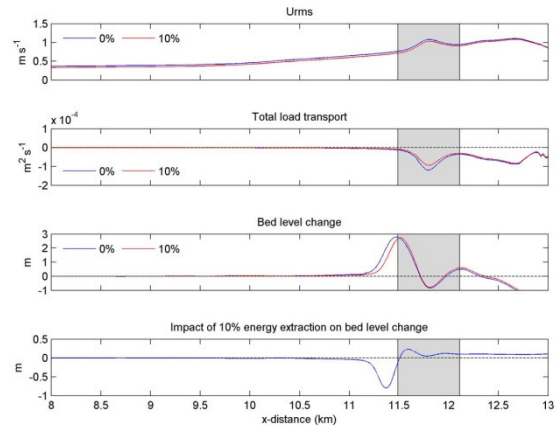 Urms
1.5
1
0.5
0
m s-1
0% 10%
Total load transport
x 10-4
1
0
-1
-2
m2 s-1
0% 10%
Bed level change
3
2
1
0
-1
m
0% 10%
Impact of 10% energy extraction on bed level change
0.5
0
-0.5
-1
m
8 8.5 9 9.5 10 10.5 11 11.5 12 12.5 13
x-distance (km)